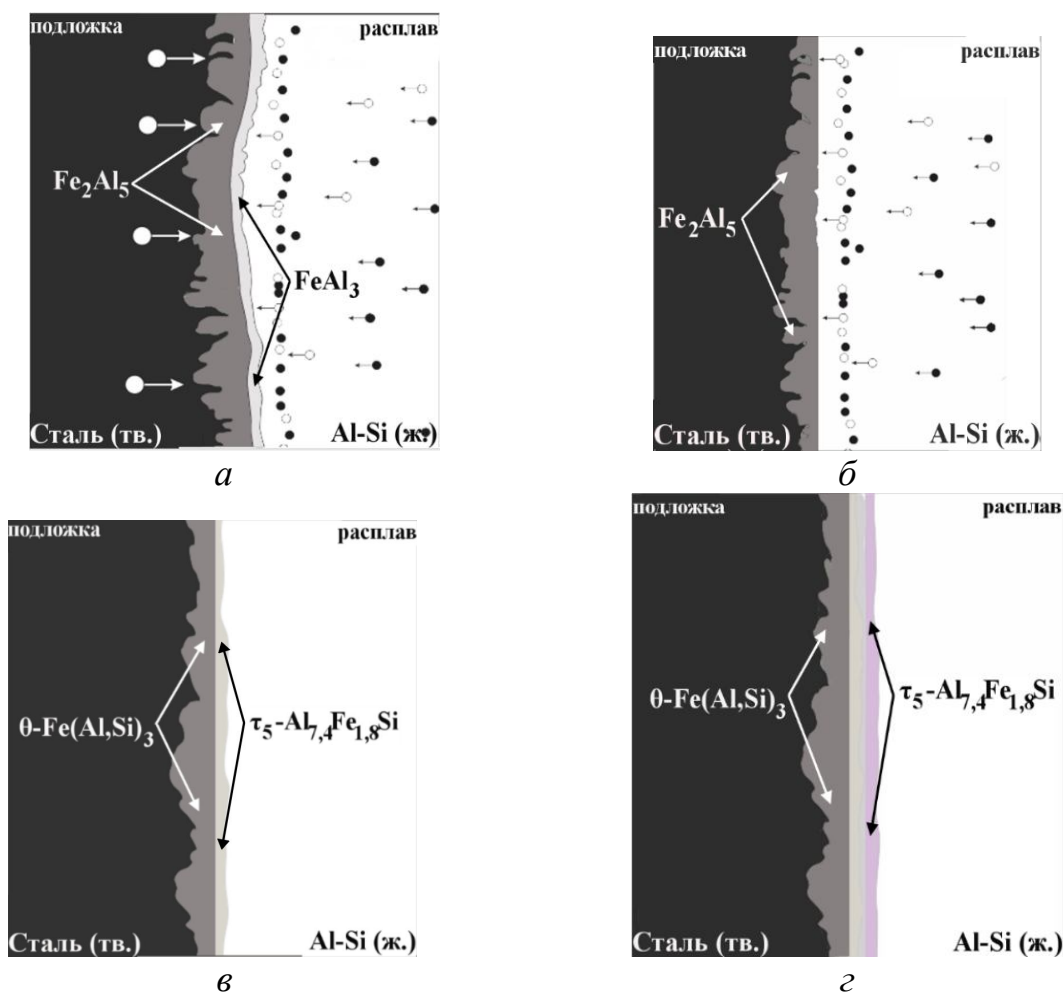 подложка расплав
Fe2Al5
FeAl3
Сталь (тв.) Al-Si (ж.)
а
подложка расплав
Fe2Al5
Сталь (тв.) Al-Si (ж.)
б
подложка расплав
θ-Fe(Al,Si)3 τ5-Al7,4Fe1,8Si
Сталь (тв.) Al-Si (ж.)
в
подложка расплав
θ-Fe(Al,Si)3 τ5-Al7,4Fe1,8Si
Сталь (тв.) Al-Si (ж.)
г